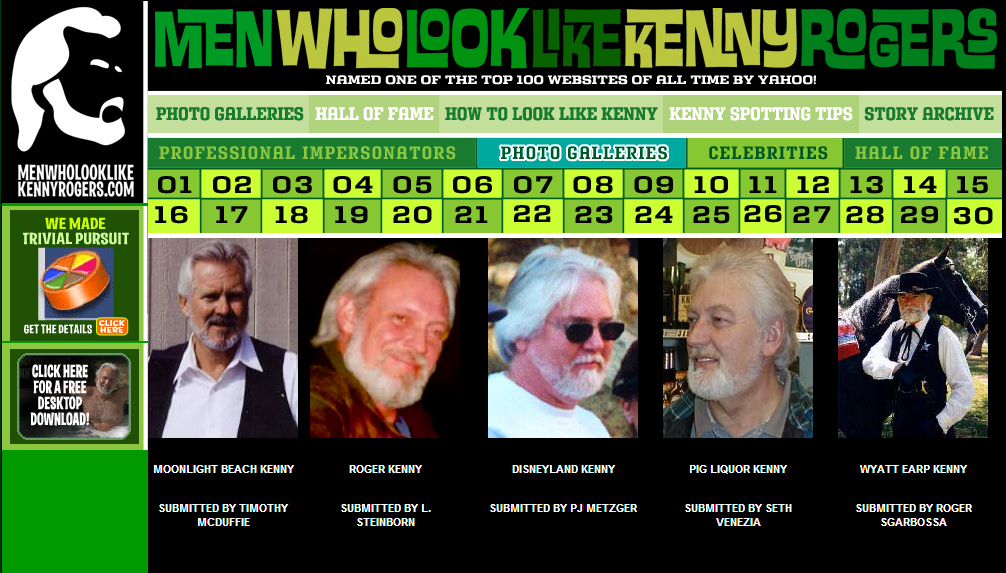 MENWHOLOOKLIKEKENNYROGERS
NAMED ONE OF THE TOP 100 WEBSITES OF ALL TIME BY YAHOO!
MENWHOLOOKLIKE
KENNYROGERS.COM
PHOTO GALLERIES HALL OF FAME HOW TO LOOK LIKE KENNY KENNY SPOTTING TIPS STORY ARCHIVE
PROFESSIONAL IMPERSONATORS PHOTO GALLERIES CELEBRITIES HALL OF FAME
01 02 03 04 05 06 07 08 09 10 11 12 13 14 15
16 17 18 19 20 21 22 23 24 25 26 27 28 29 30
WE MADE
TRIVIAL PURSUIT
GET THE DETAILS CLICK
HERE
CLICK HERE
FOR A FREE
DESKTOP
DOWNLOAD!
MOONLIGHT BEACH KENNY
SUBMITTED BY TIMOTHY
MCDUFFIE
ROGER KENNY
SUBMITTED BY L.
STEINBORN
DISNEYLAND KENNY
SUBMITTED BY PJ METZGER
PIG LIQUOR KENNY
SUBMITTED BY SETH
VENEZIA
WYATT EARP KENNY
SUBMITTED BY ROGER
SGARBOSSA